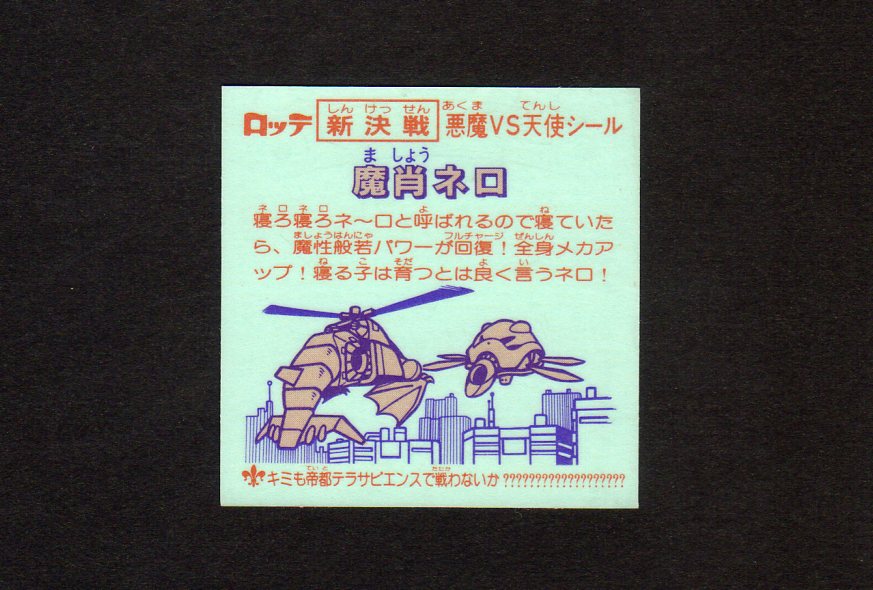 ロッテ 新決戦 悪魔VS天使シール
魔肖ネロ
寝ろ寝ろネ〜ロと呼ばれるので寝ていた
ら、魔性般若パワーが回復！全身メカア
ップ！寝る子は育つとは良く言うネロ！
キミも帝都テラサピエンスで戦わないか???????????????????